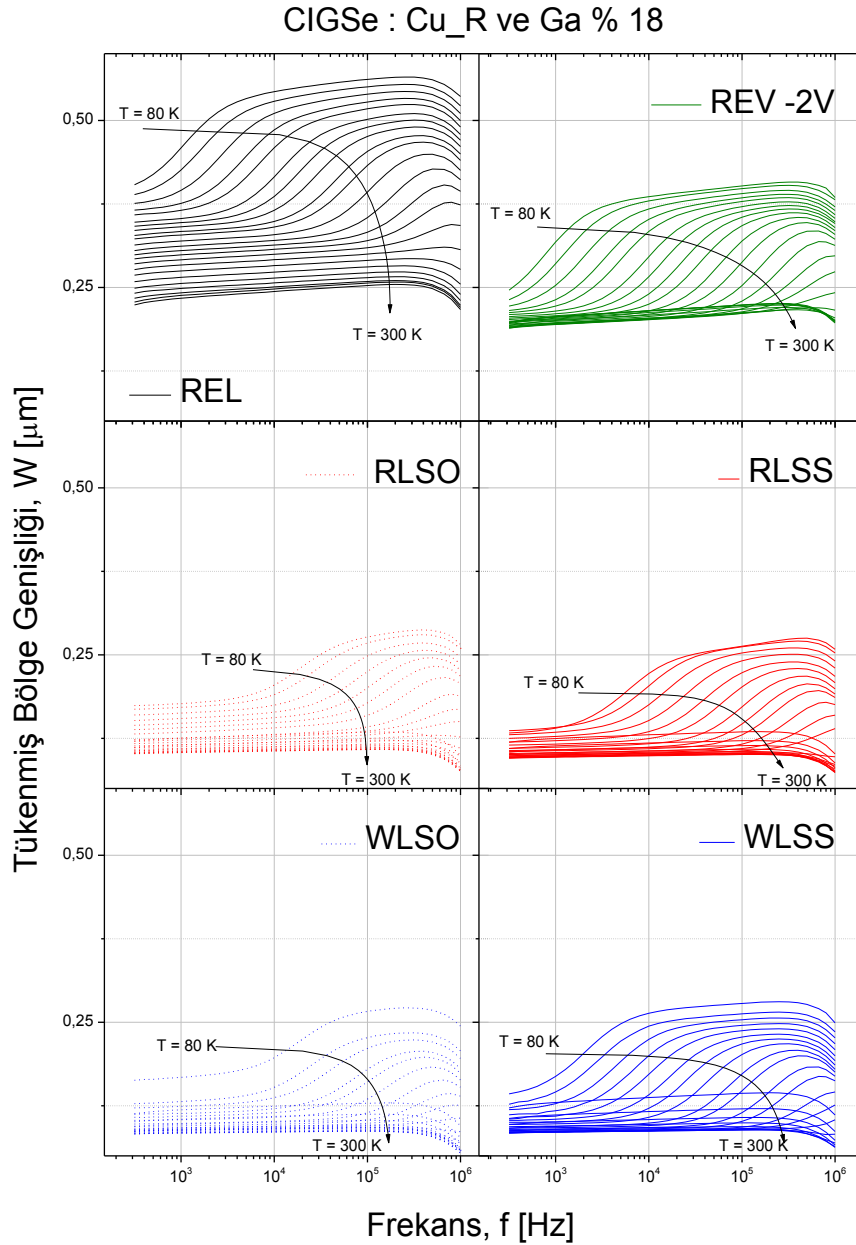 CIGSe : Cu_R ve Ga % 18
0,50
T = 80 K
REV -2V
T = 80 K
0,25
T = 300 K
T = 300 K
REL
Tükenmiş Bölge Genişliği, W [μm]
RLSO
RLSS
0,50
0,25
T = 80 K
T = 80 K
T = 300 K
T = 300 K
WLSO
WLSS
0,50
0,25
T = 80 K
T = 80 K
T = 300 K
T = 300 K
10³ 10⁴ 10⁵ 10⁶ 10³ 10⁴ 10⁵ 10⁶
Frekans, f [Hz]